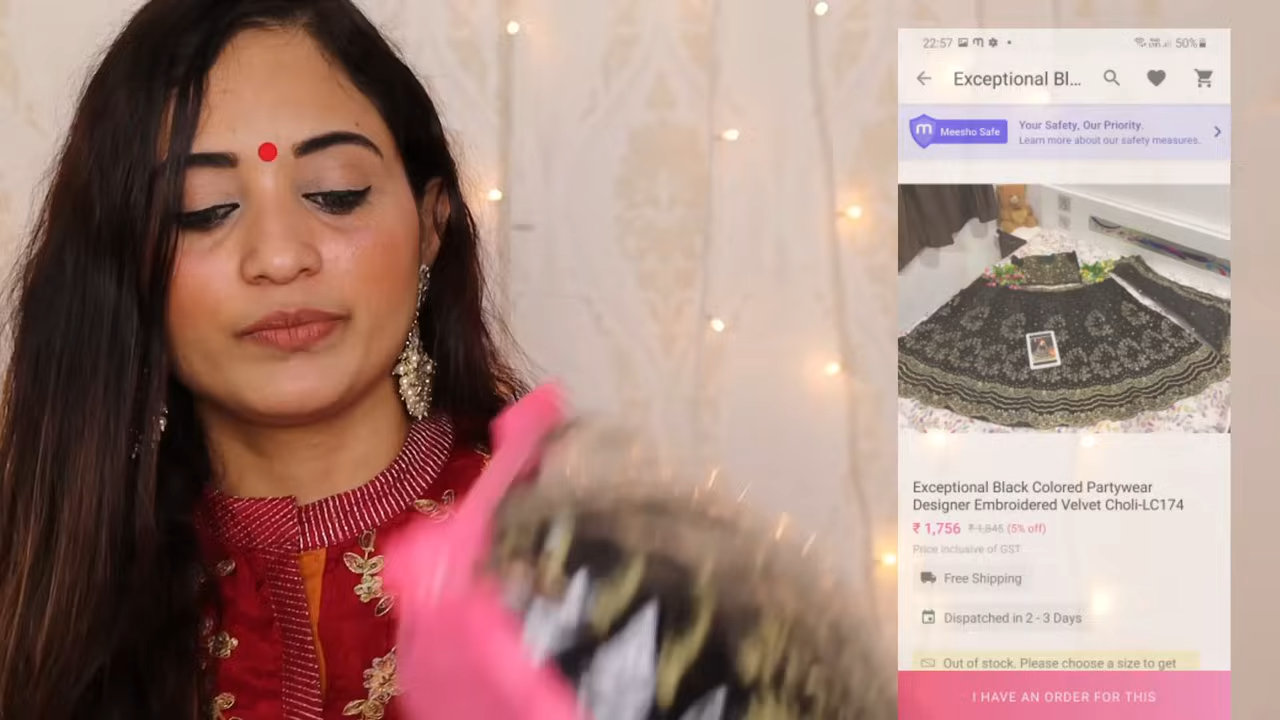 22:57 50%
Exceptional Bl...
Meesho Safe
Your Safety, Our Priority.
Learn more about our safety measures.
Exceptional Black Colored Partywear
Designer Embroidered Velvet Choli-LC174
₹ 1,756 ₹ 1,845 (5% off)
Price inclusive of GST
Free Shipping
Dispatched in 2 - 3 Days
Out of stock. Please choose a size to get
I HAVE AN ORDER FOR THIS